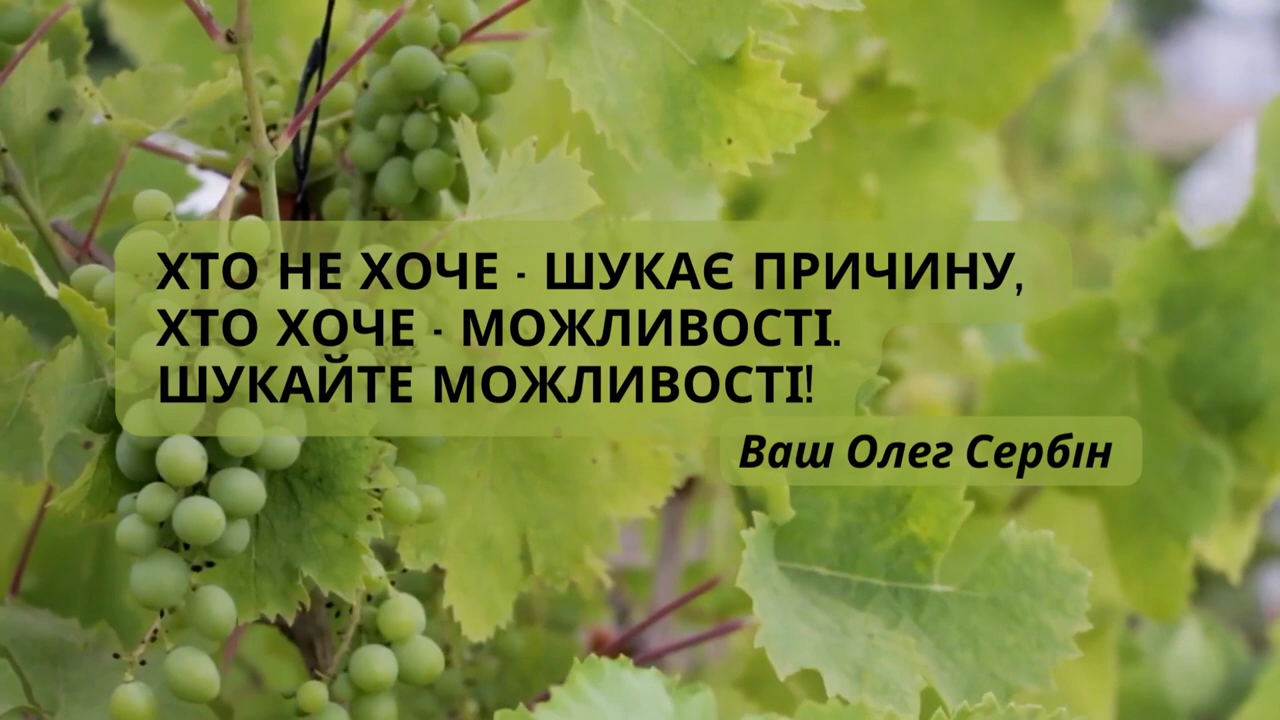 ХТО НЕ ХОЧЕ - ШУКАЄ ПРИЧИНУ,
ХТО ХОЧЕ - МОЖЛИВОСТІ.
ШУКАЙТЕ МОЖЛИВОСТІ!
Ваш Олег Сербін